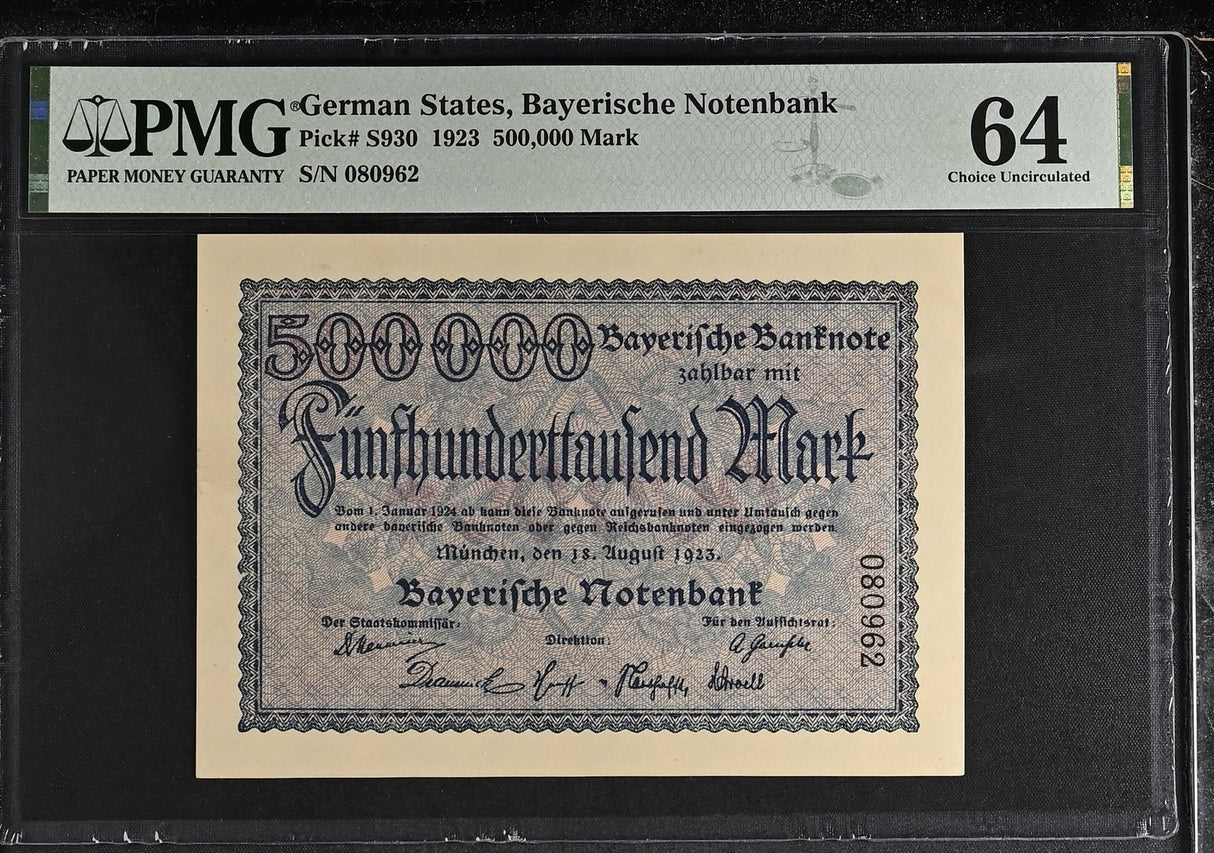 PMG®
PAPER MONEY GUARANTY
German States, Bayerische Notenbank
Pick# S930 1923 500,000 Mark
S/N 080962
64
Choice Uncirculated
500 000 Bayeriſche Banknote
zahlbar mit
Fünfhunderttauſend Mark
Vom 1. Januar 1924 ab kann dieſe Banknote aufgerufen und unter Umtauſch gegen
andere bayeriſche Banknoten oder gegen Reichsbanknoten eingezogen werden.
München, den 18. Auguſt 1923.
Bayeriſche Notenbank
Der Staatskommiſſär:
Direktion:
Für den Aufſichtsrat:
080962